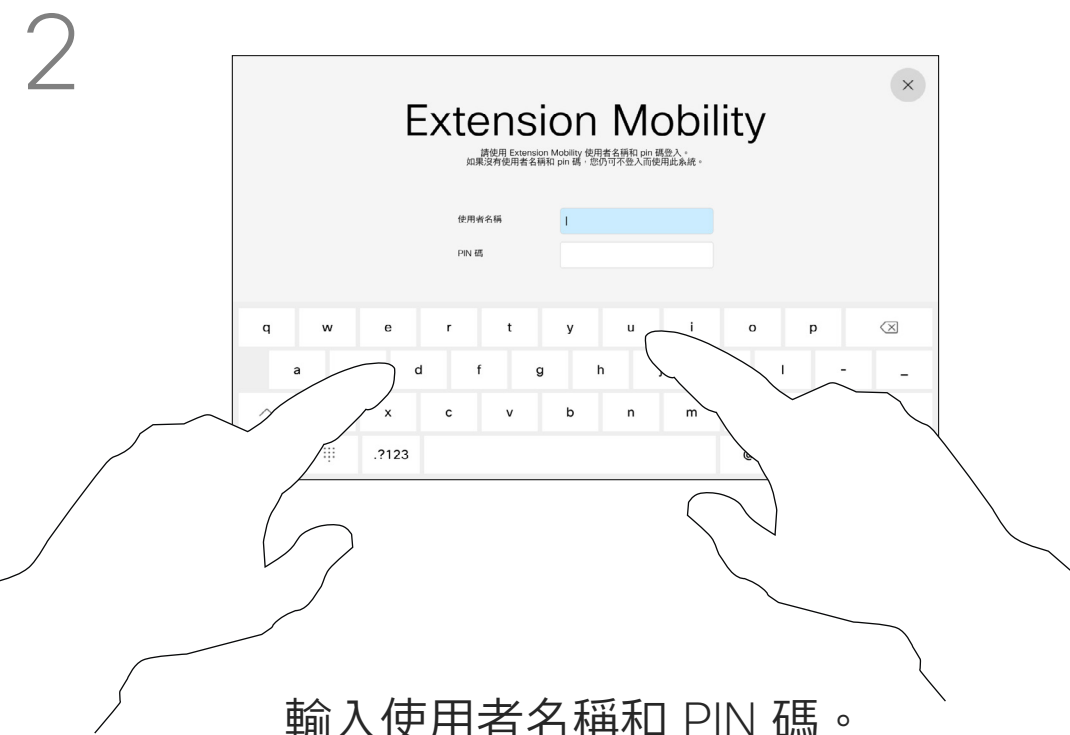 2
Extension Mobility
請使用 Extension Mobility 使用者名稱和 pin 碼登入。
如果沒有使用者名稱和 pin 碼，您仍可不登入而使用此系統。
使用者名稱
PIN 碼
q w e r t y u i o p
a d f g h l - _
x c v b n m
.?123
輸入使用者名稱和 PIN 碼。